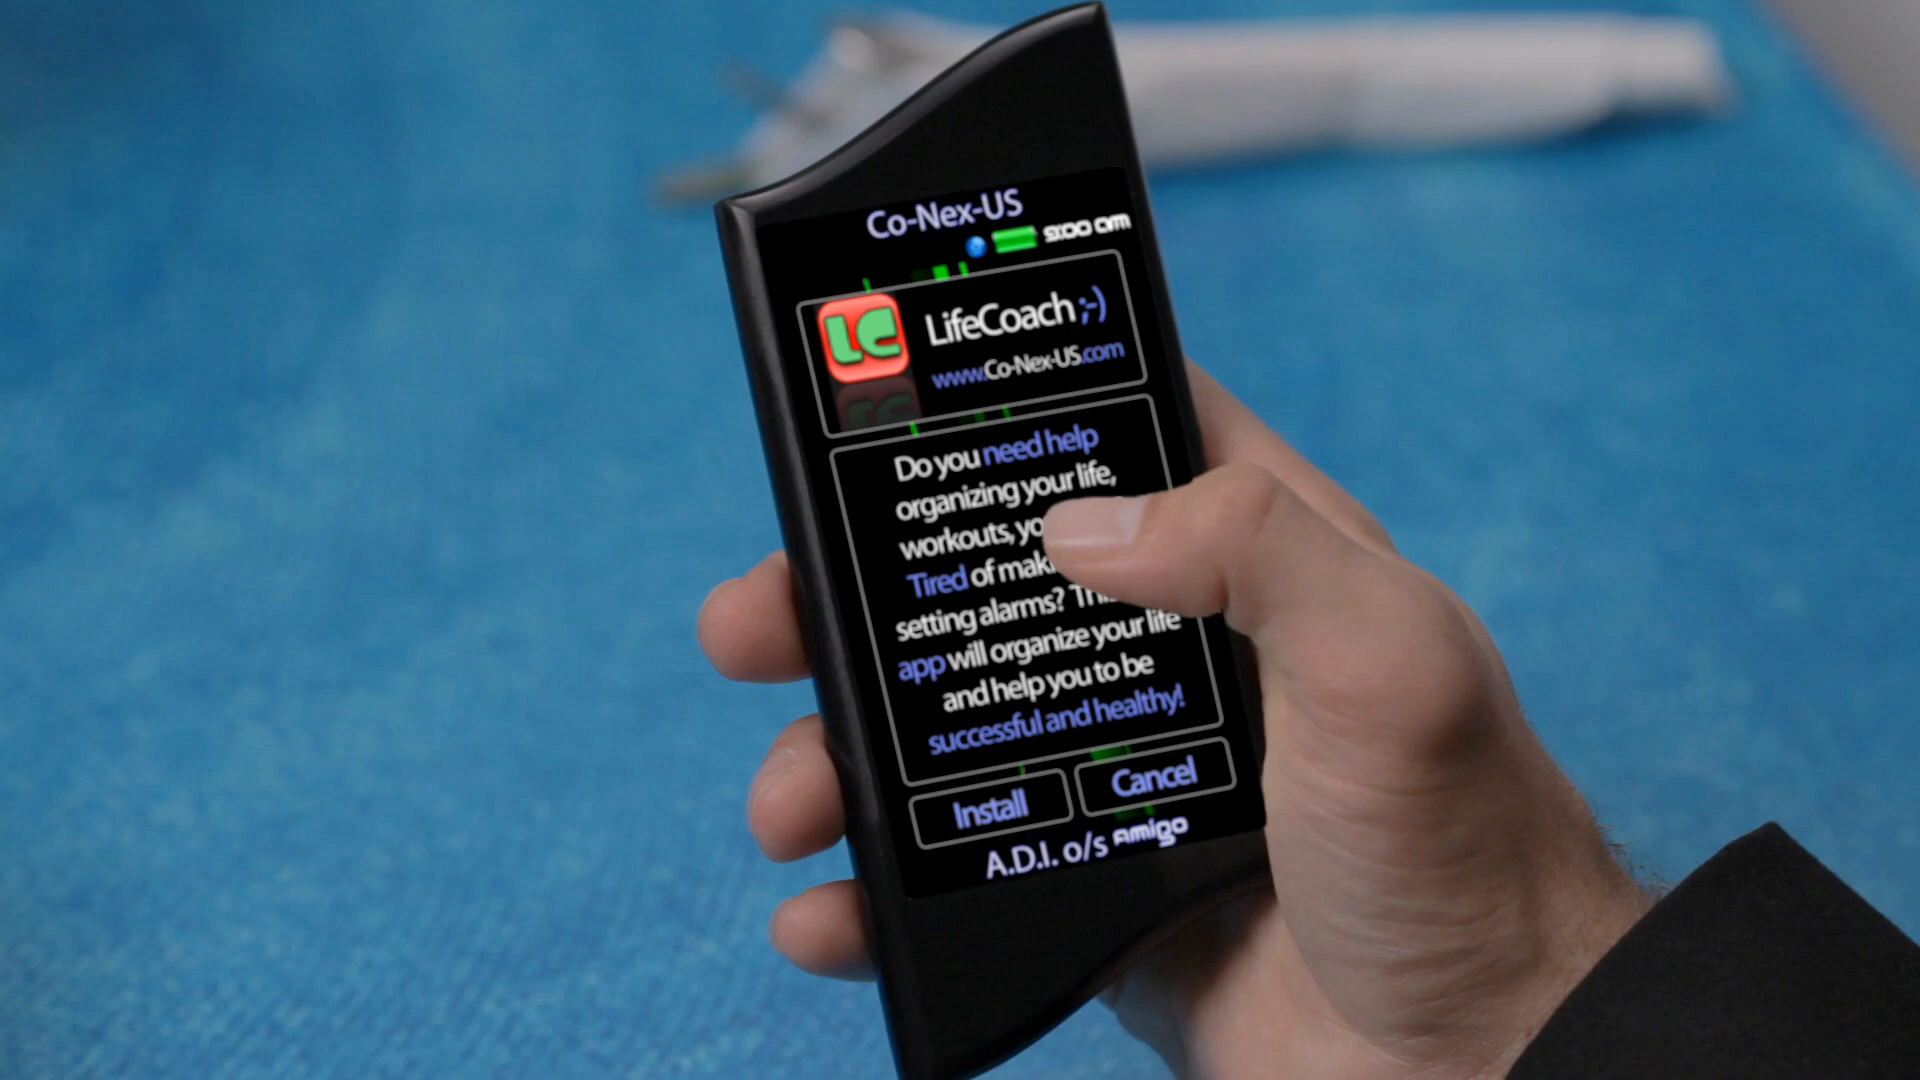 Co-Nex-US
9:00 am
LC
LifeCoach ;-)
www.Co-Nex-US.com
Do you need help
organizing your life,
workouts,
Tired of
setting alarms?
app will organize your life
and help you to be
successful and healthy!
Install
Cancel
A.D.I. o/s amigo